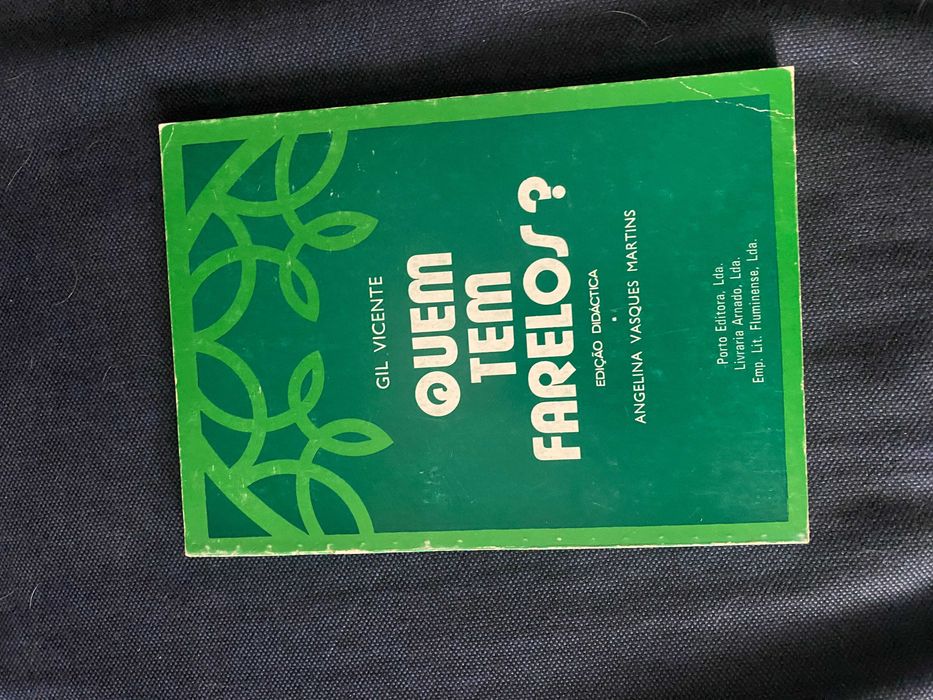 GIL VICENTE
QUEM
TEM
FARELOS?
EDIÇÃO DIDÁCTICA
•
ANGELINA VASQUES MARTINS
Porto Editora, Lda.
Livraria Arnado, Lda.
Emp. Lit. Fluminense, Lda.